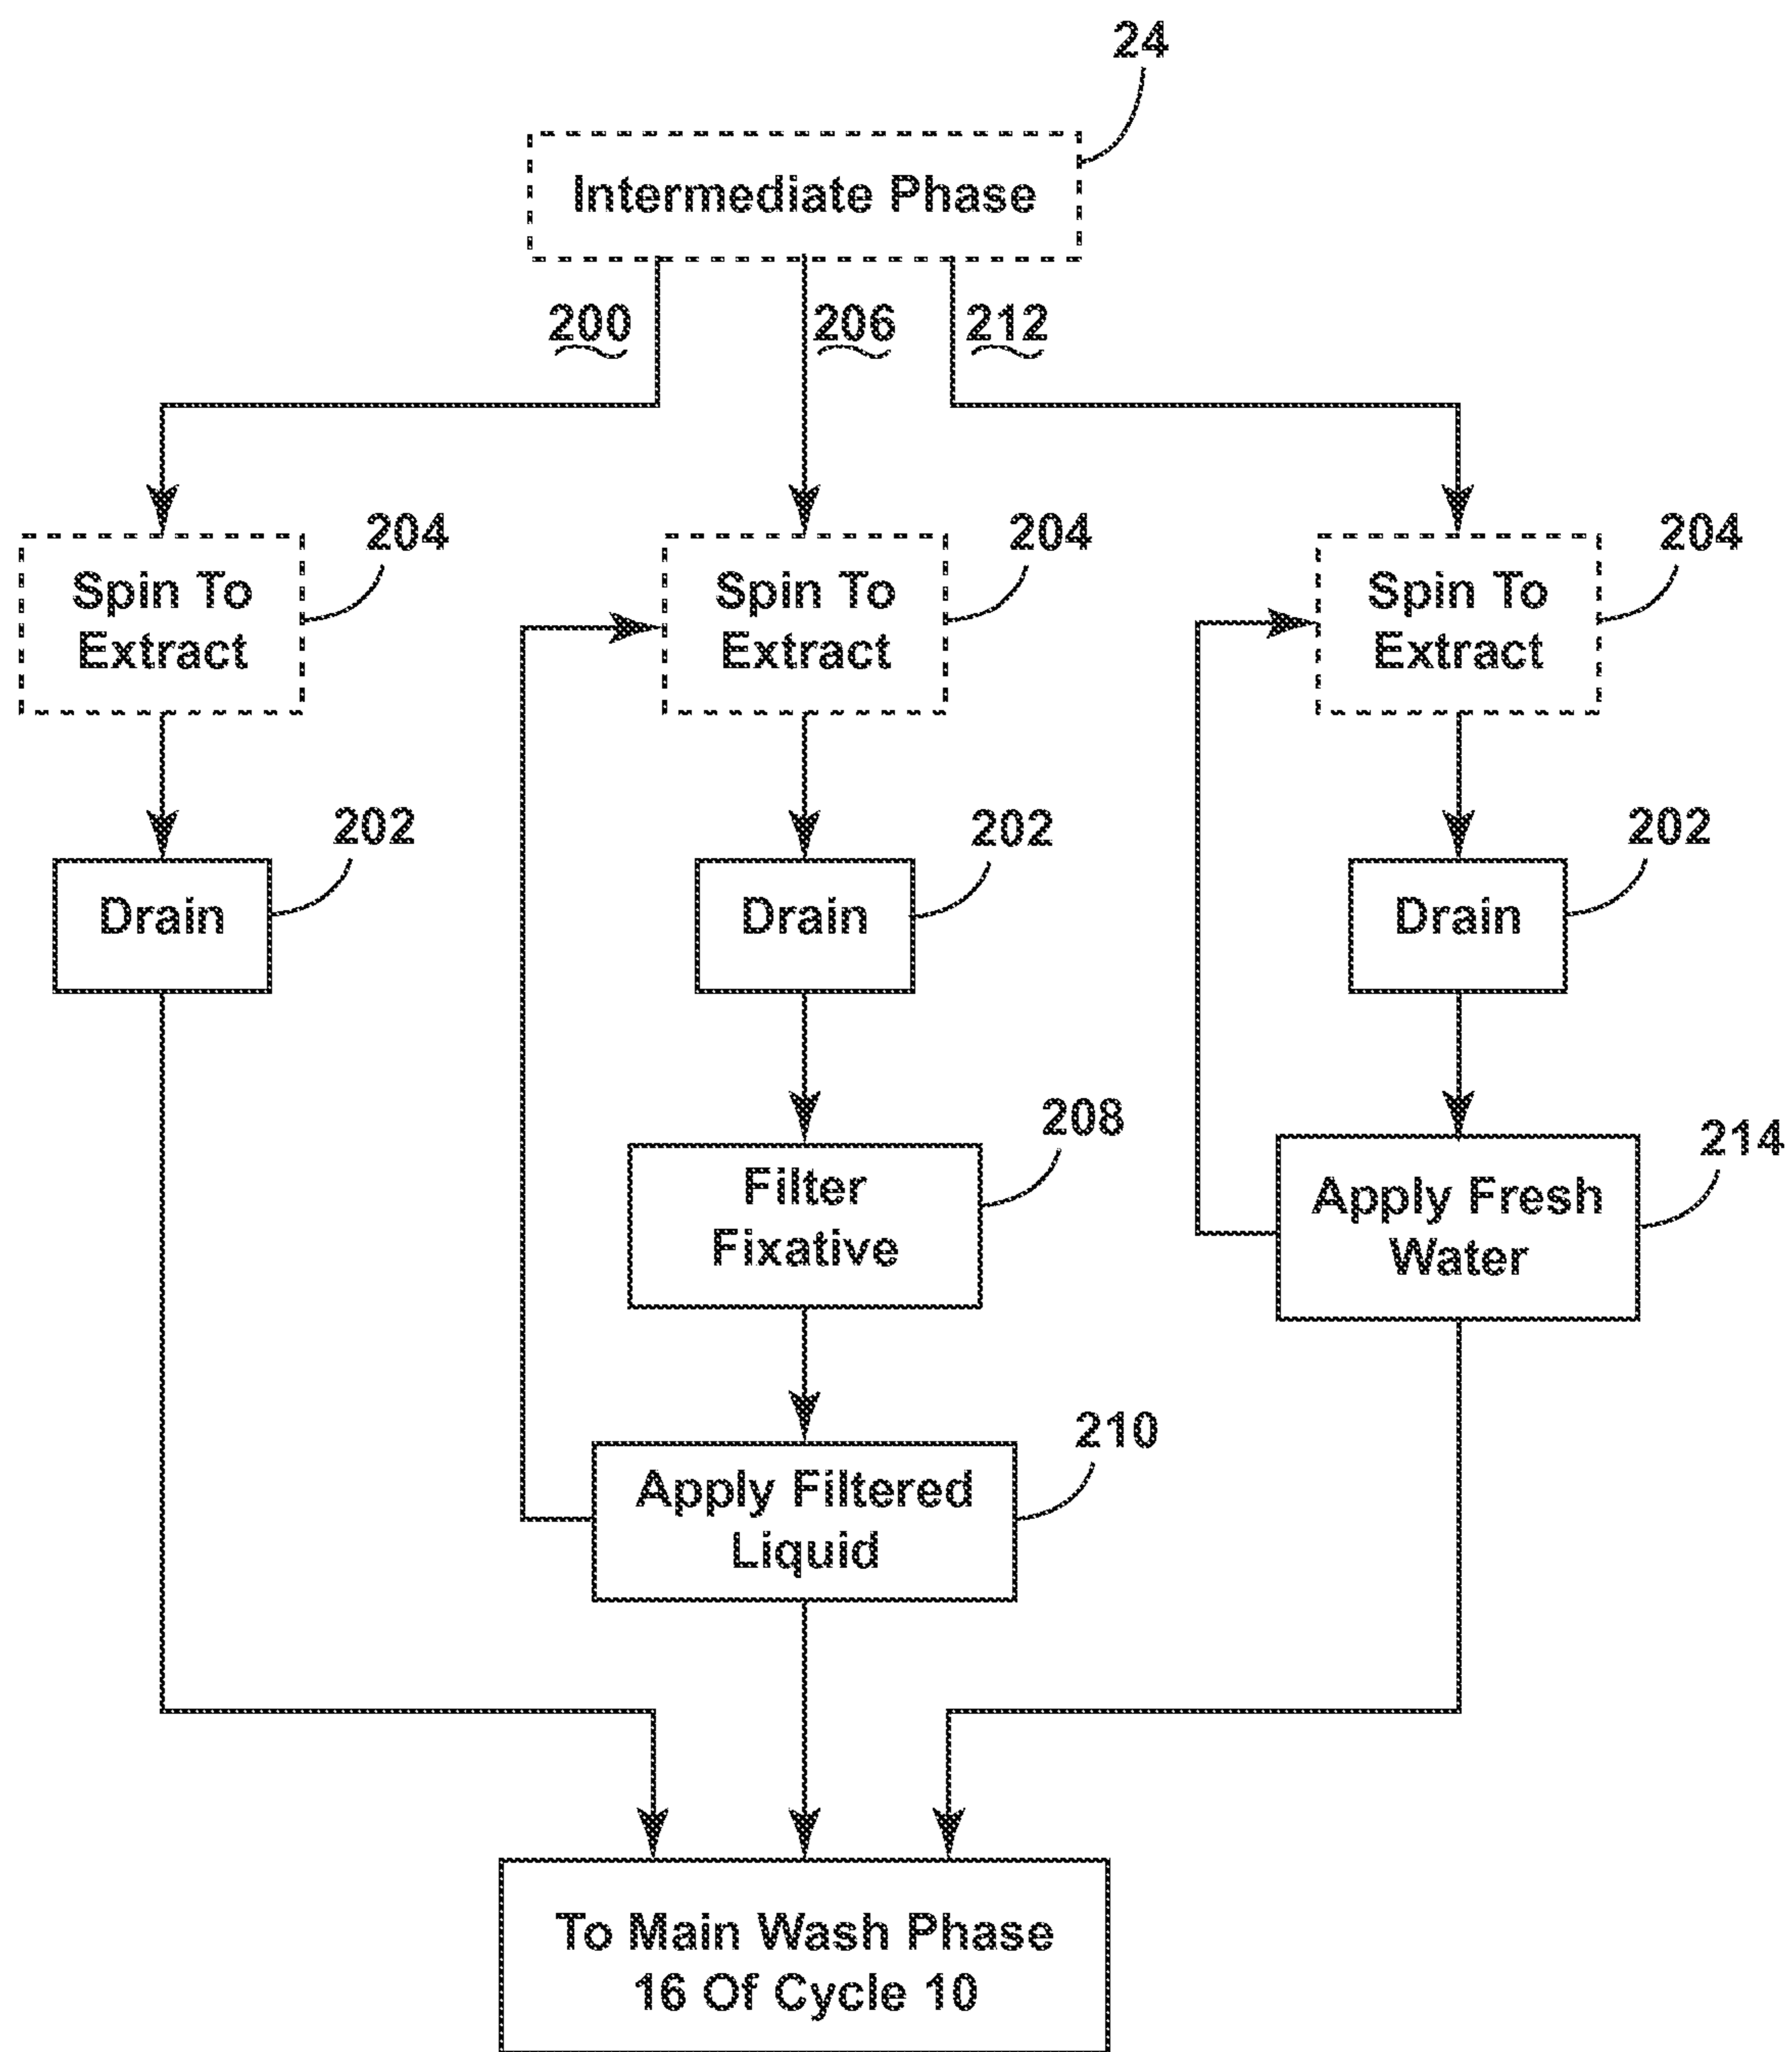 24
Intermediate Phase
200
206
212
204
204
204
Spin To
Extract
Spin To
Extract
Spin To
Extract
202
202
202
Drain
Drain
Drain
208
214
Filter
Fixative
Apply Fresh
Water
210
Apply Filtered
Liquid
To Main Wash Phase
16 Of Cycle 10